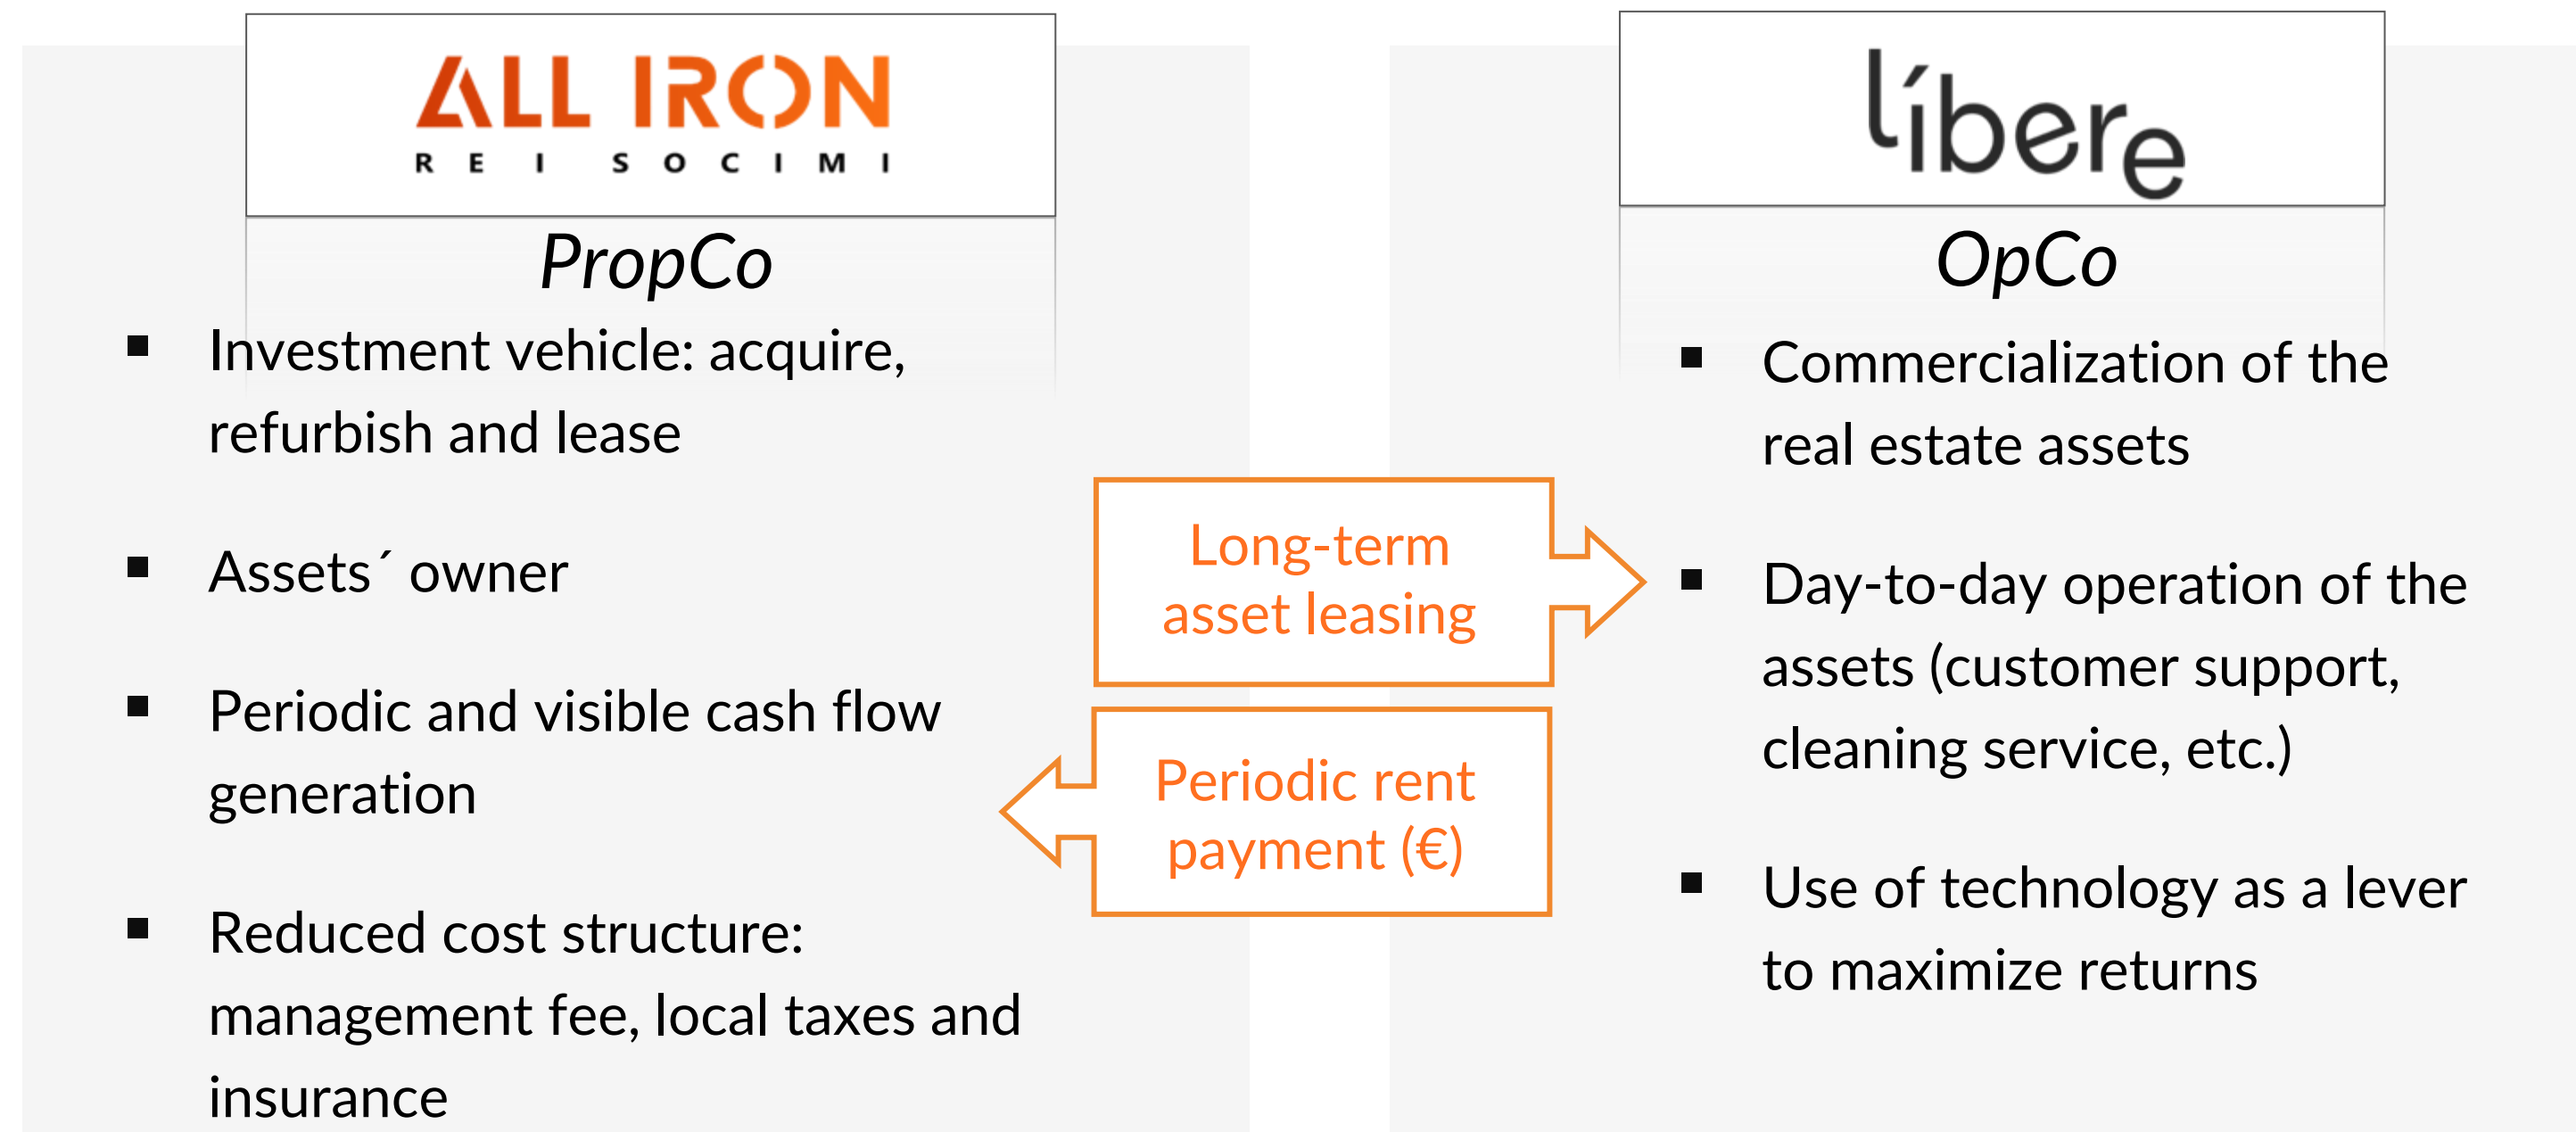 ALL IRON
REI SOCIMI
PropCo
▪ Investment vehicle: acquire,
refurbish and lease
▪ Assets´ owner
▪ Periodic and visible cash flow
generation
▪ Reduced cost structure:
management fee, local taxes and
insurance
Long-term
asset leasing
Periodic rent
payment (€)
líbere
OpCo
▪ Commercialization of the
real estate assets
▪ Day-to-day operation of the
assets (customer support,
cleaning service, etc.)
▪ Use of technology as a lever
to maximize returns